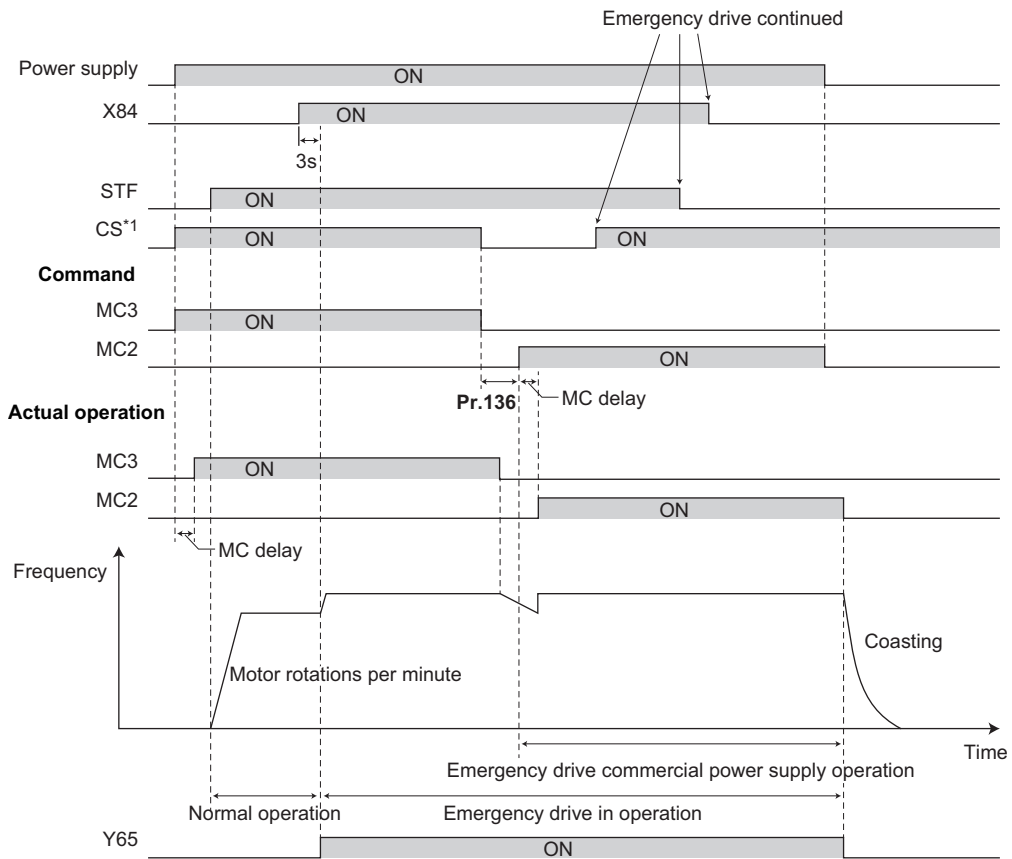 Emergency drive continued
Power supply
ON
X84
ON
3s
STF
ON
CS*1
ON
ON
Command
MC3
ON
MC2
ON
Pr.136
MC delay
Actual operation
MC3
ON
MC2
ON
MC delay
Frequency
Coasting
Motor rotations per minute
Time
Emergency drive commercial power supply operation
Normal operation
Emergency drive in operation
Y65
ON